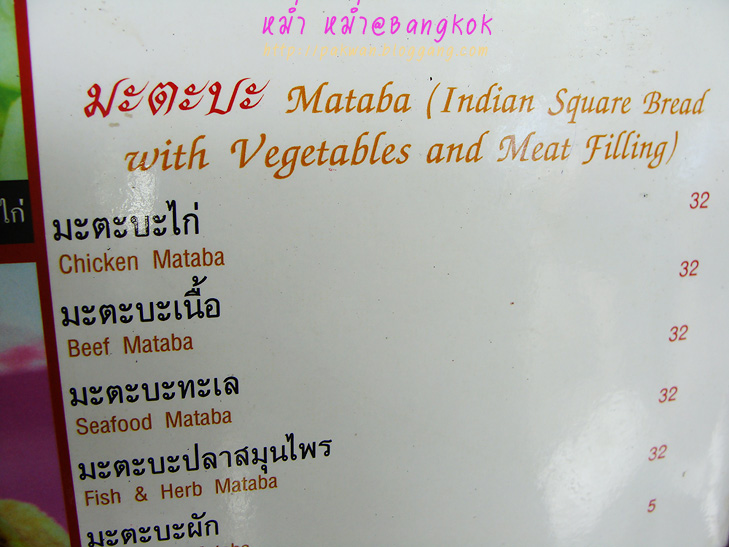 หม่ำ หม่ำ@Bangkok
มะตะบะ Mataba (Indian Square Bread
with Vegetables and Meat Filling)
ไก่
มะตะบะไก่ 32
Chicken Mataba
มะตะบะเนื้อ 32
Beef Mataba
มะตะบะทะเล 32
Seafood Mataba
มะตะบะปลาสมุนไพร 32
Fish & Herb Mataba
มะตะบะผัก 32
5